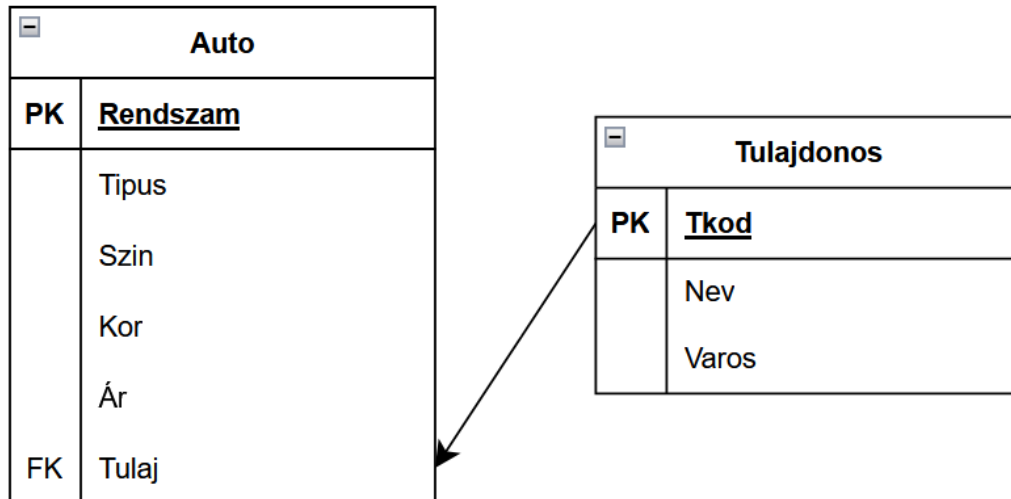 Auto
PK Rendszam
Tipus
Szin
Kor
Ár
FK Tulaj
Tulajdonos
PK Tkod
Nev
Varos